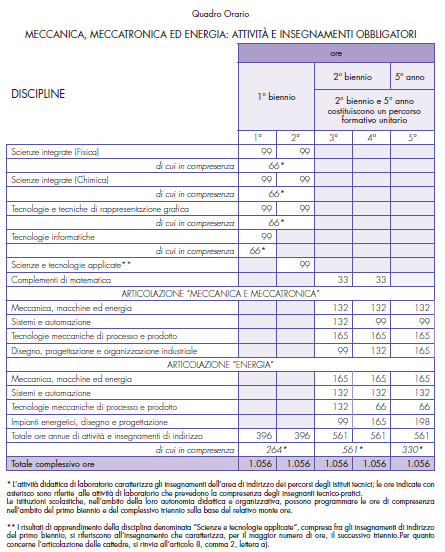 Quadro Orario
MECCANICA, MECCATRONICA ED ENERGIA: ATTIVITÀ E INSEGNAMENTI OBBLIGATORI
DISCIPLINE
ore
1° biennio
2° biennio
5° anno
2° biennio e 5° anno
costituiscono un percorso
formativo unitario
1° 2° 3° 4° 5°
Scienze integrate (Fisica) 99 99
di cui in compresenza 66*
Scienze integrate (Chimica) 99 99
di cui in compresenza 66*
Tecnologie e tecniche di rappresentazione grafica 99 99
di cui in compresenza 66*
Tecnologie informatiche 99
di cui in compresenza 66*
Scienze e tecnologie applicate** 99
Complementi di matematica 33 33
ARTICOLAZIONE "MECCANICA E MECCATRONICA"
Meccanica, macchine ed energia 132 132 132
Sistemi e automazione 132 99 99
Tecnologie meccaniche di processo e prodotto 165 165 165
Disegno, progettazione e organizzazione industriale 99 132 165
ARTICOLAZIONE "ENERGIA"
Meccanica, macchine ed energia 165 165 165
Sistemi e automazione 132 132 132
Tecnologie meccaniche di processo e prodotto 132 66 66
Impianti energetici, disegno e progettazione 99 165 198
Totale ore annue di attività e insegnamenti di indirizzo 396 396 561 561 561
di cui in compresenza 264* 561* 330*
Totale complessivo ore 1.056 1.056 1.056 1.056 1.056
* L'attività didattica di laboratorio caratterizza gli insegnamenti dell'area di indirizzo dei percorsi degli istituti tecnici; le ore indicate con
asterisco sono riferite alle attività di laboratorio che prevedono la compresenza degli insegnanti tecnico-pratici.
Le istituzioni scolastiche, nell'ambito della loro autonomia didattica e organizzativa, possono programmare le ore di compresenza
nell'ambito del primo biennio e del complessivo triennio sulla base del relativo monte ore.
** I risultati di apprendimento della disciplina denominata "Scienze e tecnologie applicate", compresa fra gli insegnamenti di indirizzo
del primo biennio, si riferiscono all'insegnamento che caratterizza, per il maggior numero di ore, il successivo triennio.Per quanto
concerne l'articolazione delle cattedre, si rinvia all'articolo 8, comma 2, lettera a).